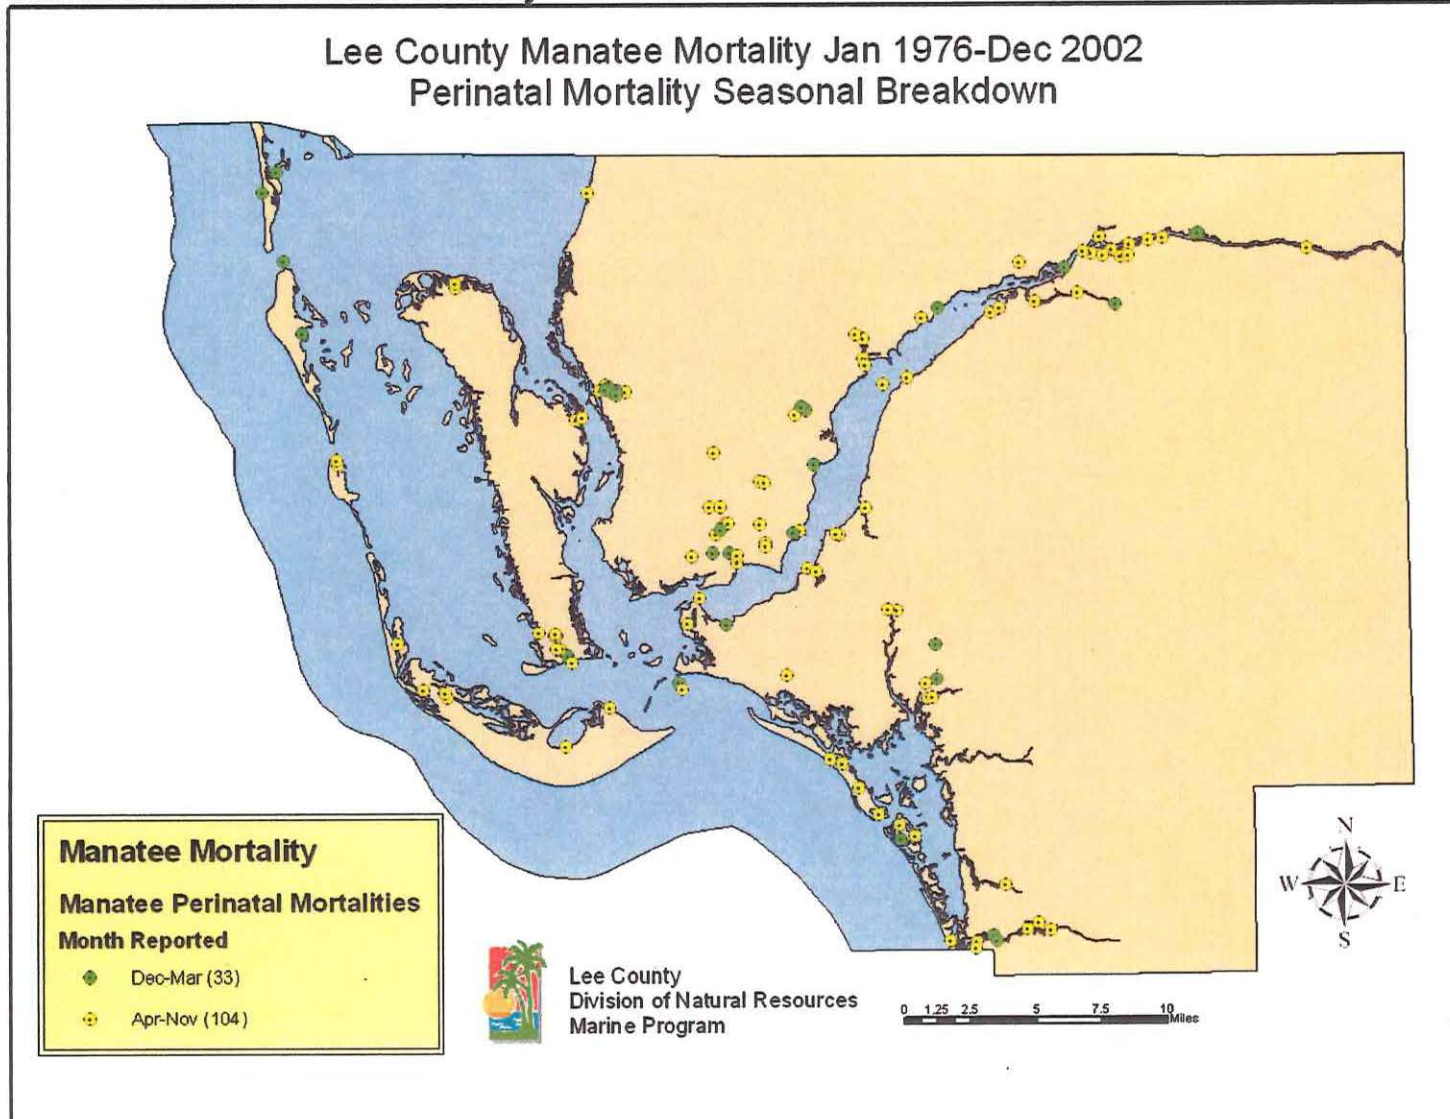 Lee County Manatee Mortality Jan 1976-Dec 2002
Perinatal Mortality Seasonal Breakdown
Manatee Mortality
Manatee Perinatal Mortalities
Month Reported
Dec-Mar (33)
Apr-Nov (104)
Lee County
Division of Natural Resources
Marine Program
0 1.25 2.5 5 7.5 10
Miles
N
W E
S